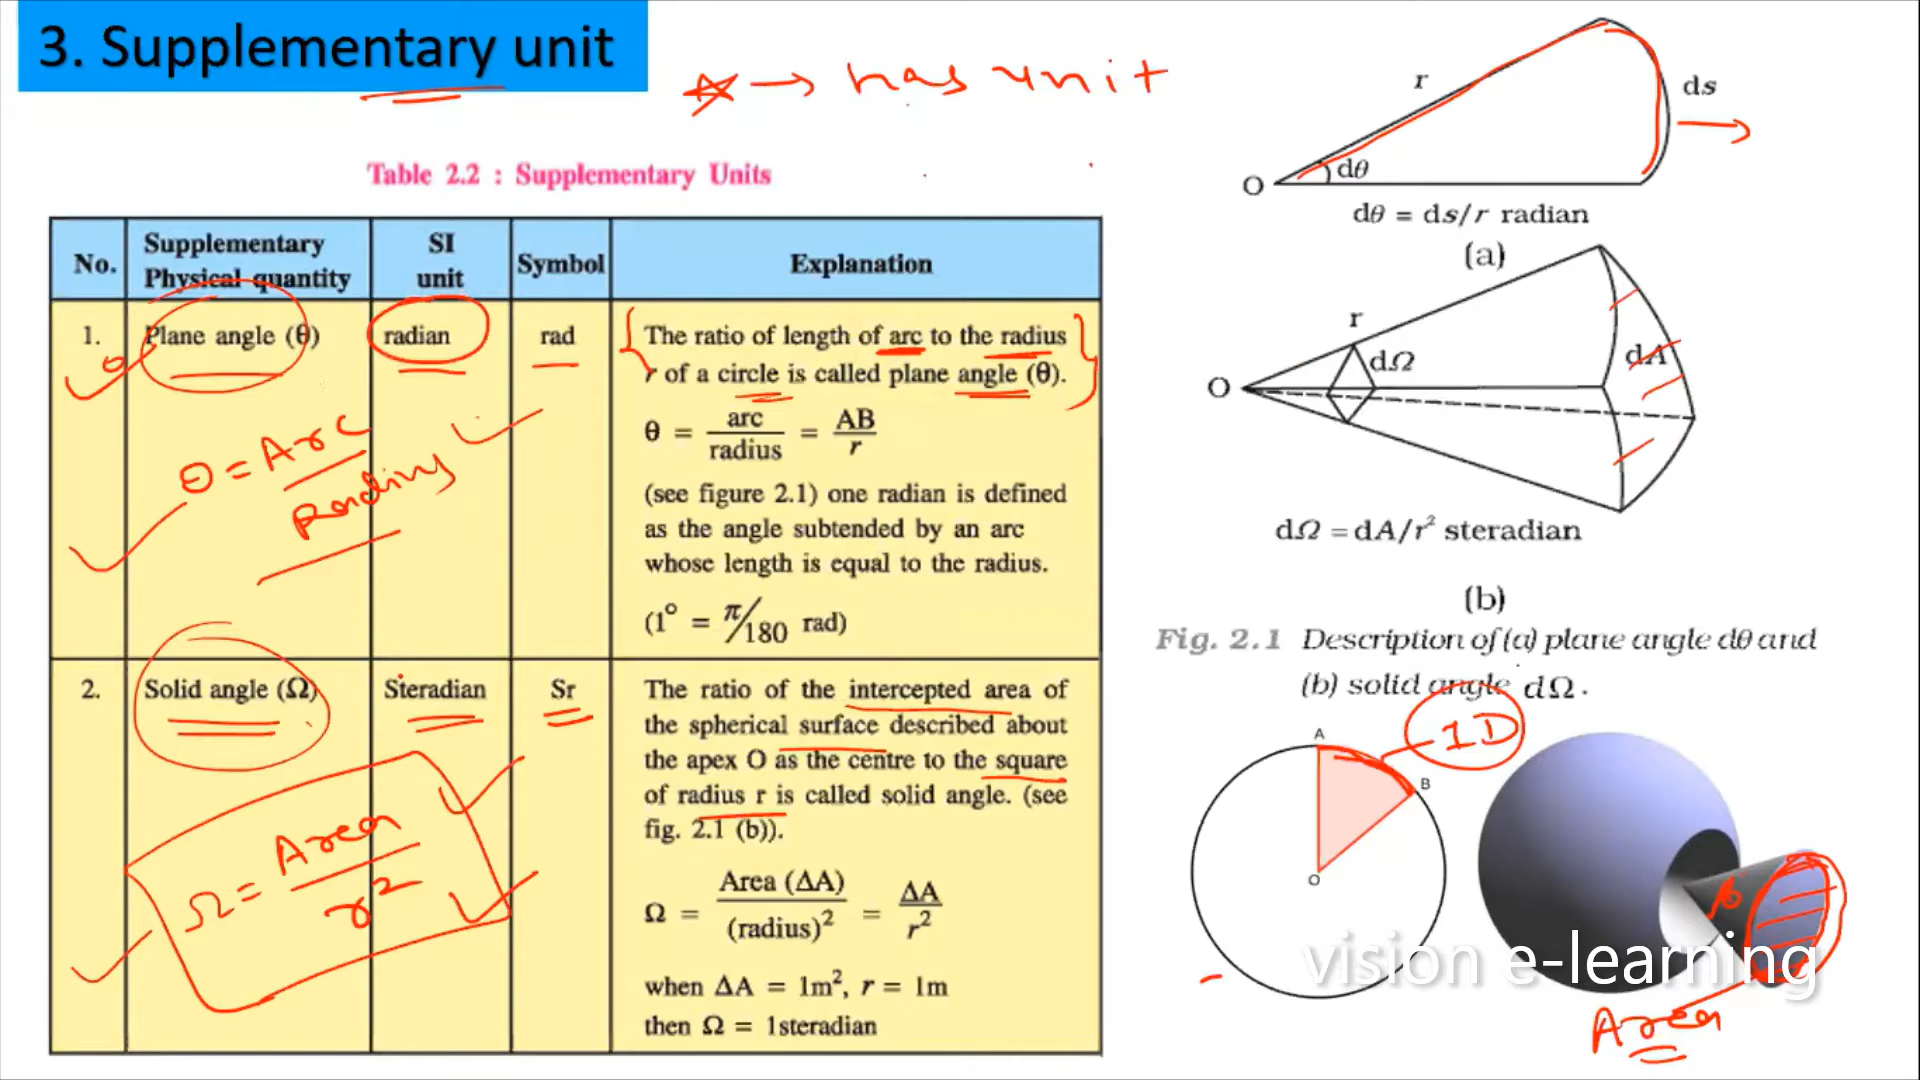 3. Supplementary unit
☆ → has unit
Table 2.2 : Supplementary Units
No. Supplementary Physical quantity SI unit Symbol Explanation
1. Plane angle (θ) radian rad
The ratio of length of arc to the radius
r of a circle is called plane angle (θ).
θ = arc/radius = AB/r
(see figure 2.1) one radian is defined
as the angle subtended by an arc
whose length is equal to the radius.
(1° = π/180 rad)
θ
θ = Arc
2. Solid angle (Ω) Steradian Sr
The ratio of the intercepted area of
the spherical surface described about
the apex O as the centre to the square
of radius r is called solid angle. (see
fig. 2.1 (b)).
Ω = Area (ΔA)/(radius)² = ΔA/r²
when ΔA = 1m², r = 1m
then Ω = 1steradian
Ω = Area/r²
r
ds
O
dθ
dθ = ds/r radian
(a)
r
dΩ
dA
O
dΩ = dA/r² steradian
(b)
Fig. 2.1 Description of (a) plane angle dθ and
(b) solid angle dΩ.
1D
A
B
O
vision e-learning
Area